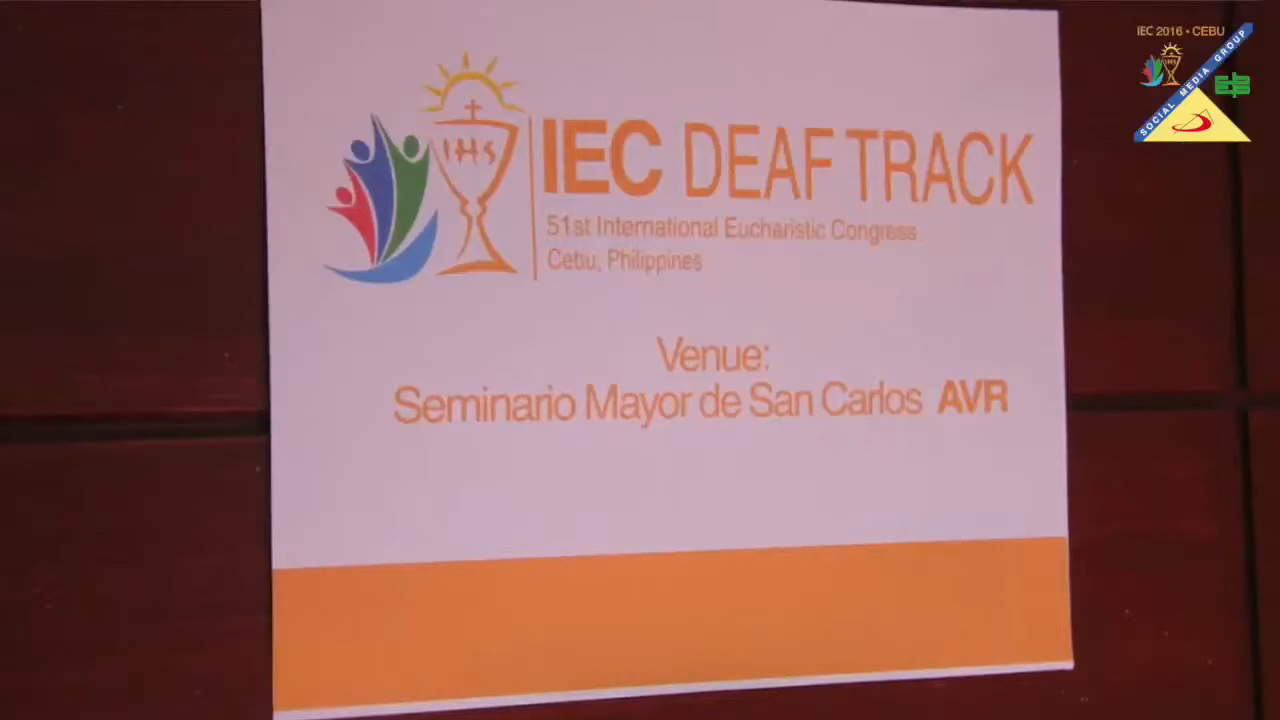 IEC 2016 • CEBU
SOCIAL MEDIA GROUP
IHS
IHS
IEC DEAF TRACK
51st International Eucharistic Congress
Cebu, Philippines
Venue:
Seminario Mayor de San Carlos AVR